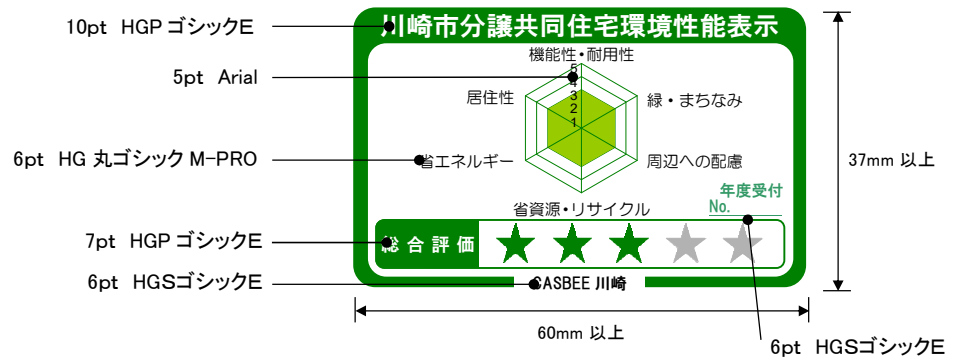 10pt HGP ゴシックE
川崎市分譲共同住宅環境性能表示
機能性・耐用性
5pt Arial
5
4
3
2
1
居住性
緑・まちなみ
6pt HG 丸ゴシック M-PRO
省エネルギー
周辺への配慮
37mm 以上
年度受付
No.
省資源・リサイクル
7pt HGP ゴシックE
総合評価
6pt HGSゴシックE
CASBEE 川崎
60mm 以上
6pt HGSゴシックE